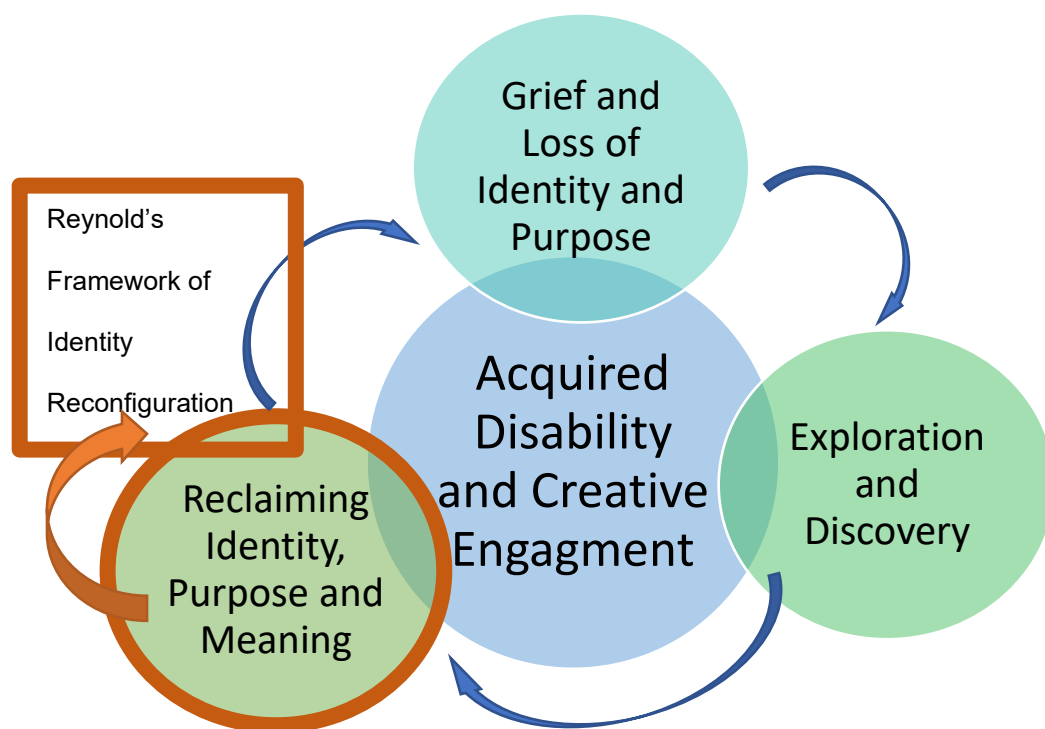 Grief and
Loss of
Identity and
Purpose
Reynold’s
Framework of
Identity
Reconfiguration
Acquired
Disability
and Creative
Engagment
Exploration
and
Discovery
Reclaiming
Identity,
Purpose and
Meaning